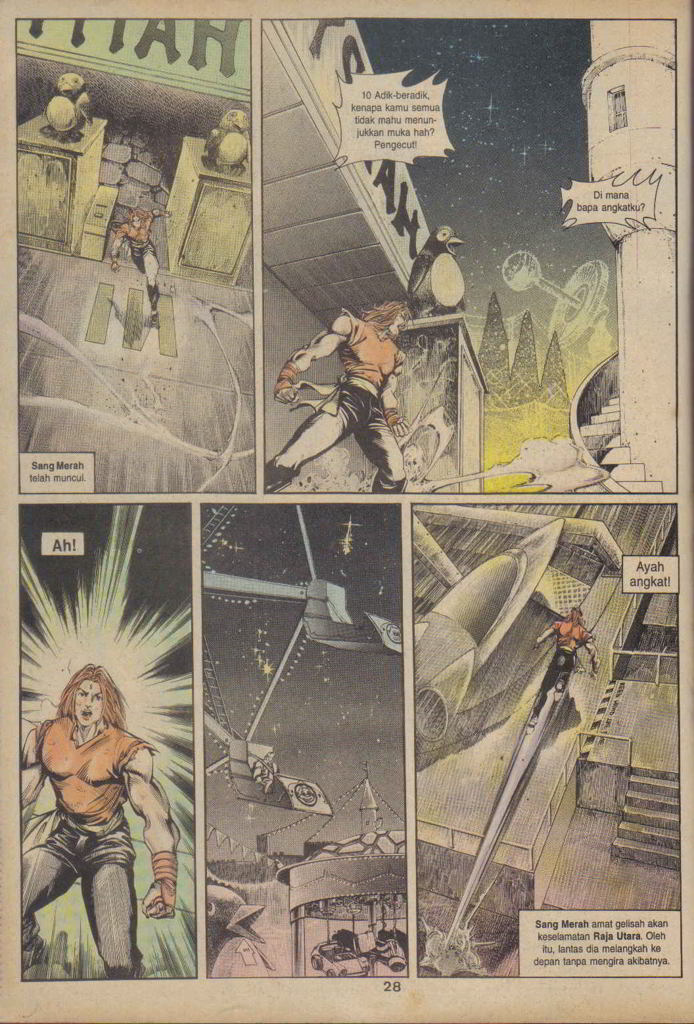 Sang Merah
telah muncul.
10 Adik-beradik,
kenapa kamu semua
tidak mahu menun-
jukkan muka hah?
Pengecut!
Di mana
bapa angkatku?
Ah!
Ayah
angkat!
Sang Merah amat gelisah akan
keselamatan Raja Utara. Oleh
itu, lantas dia melangkah ke
depan tanpa mengira akibatnya.
28